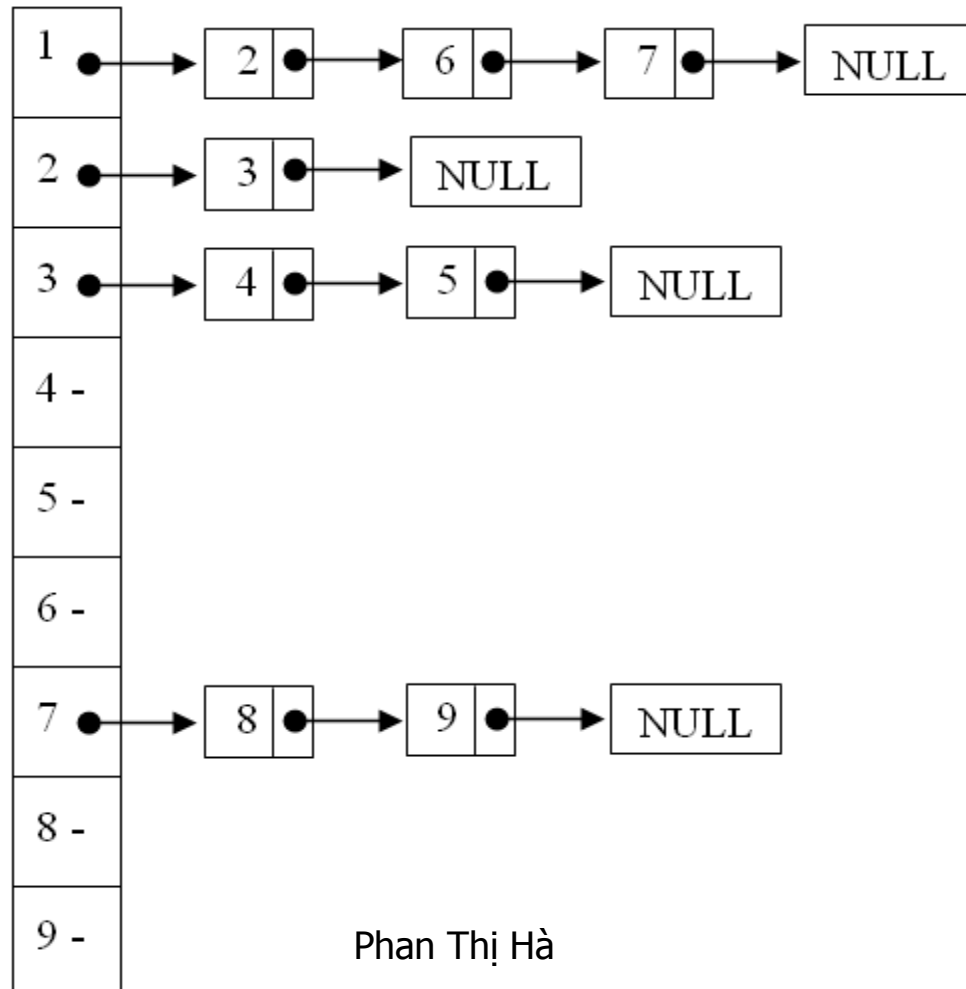 1 2 6 7 NULL
2 3 NULL
3 4 5 NULL
4 -
5 -
6 -
7 8 9 NULL
8 -
9 -
Phan Thị Hà